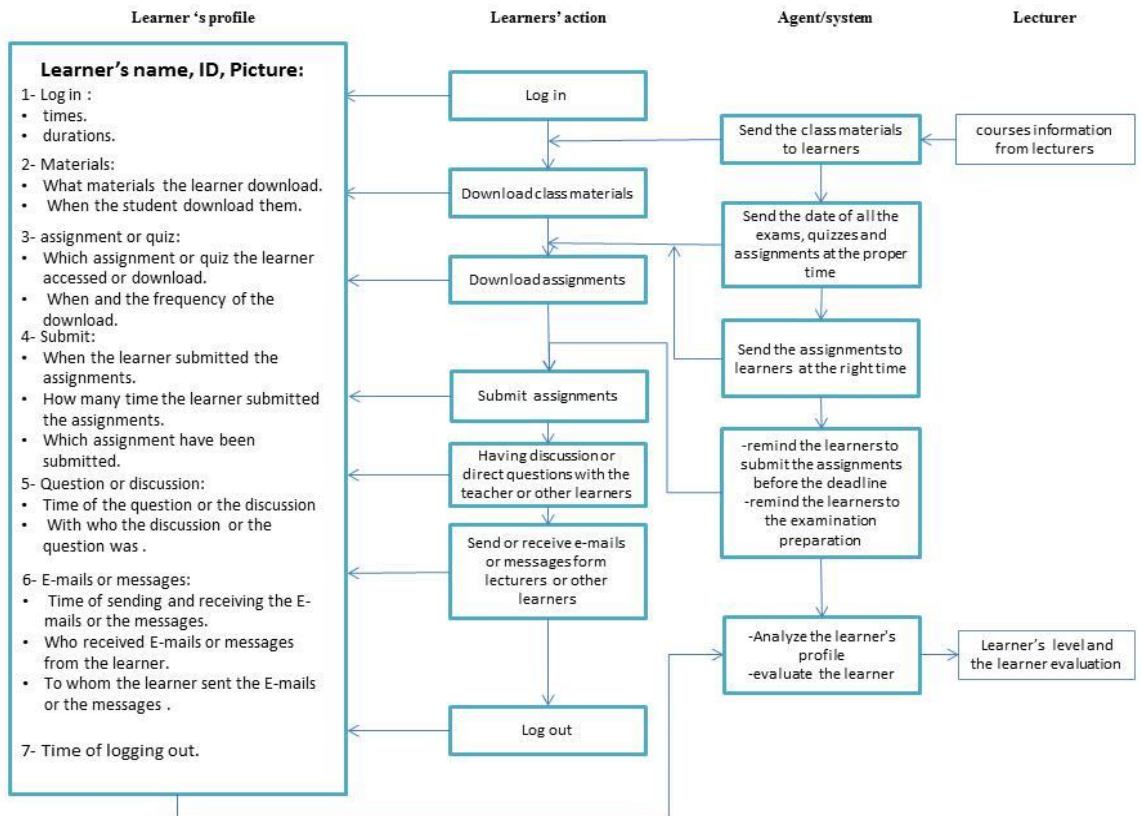 Learner ‘s profile
Learners’ action
Agent/system
Lecturer
Learner’s name, ID, Picture:
1- Log in :
• times.
• durations.
2- Materials:
• What materials the learner download.
• When the student download them.
3- assignment or quiz:
• Which assignment or quiz the learner
accessed or download.
• When and the frequency of the
download.
4- Submit:
• When the learner submitted the
assignments.
• How many time the learner submitted
the assignments.
• Which assignment have been
submitted.
5- Question or discussion:
• Time of the question or the discussion
• With who the discussion or the
question was .
6- E-mails or messages:
• Time of sending and receiving the E-
mails or the messages.
• Who received E-mails or messages
from the learner.
• To whom the learner sent the E-mails
or the messages .
7- Time of logging out.
Log in
Download class materials
Download assignments
Submit assignments
Having discussion or
direct questions with the
teacher or other learners
Send or receive e-mails
or messages form
lecturers or other
learners
Log out
Send the class materials
to learners
Send the date of all the
exams, quizzes and
assignments at the proper
time
Send the assignments to
learners at the right time
-remind the learners to
submit the assignments
before the deadline
-remind the learners to
the examination
preparation
-Analyze the learner's
profile
-evaluate the learner
courses information
from lecturers
Learner’s level and
the learner evaluation